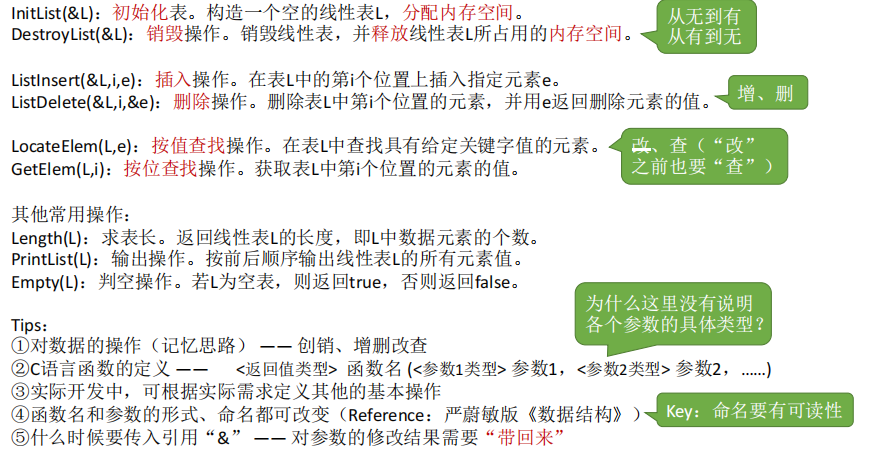 InitList(&L)：初始化表。构造一个空的线性表L，分配内存空间。
DestroyList(&L)：销毁操作。销毁线性表，并释放线性表L所占用的内存空间。
从无到有
从有到无
ListInsert(&L,i,e)：插入操作。在表L中的第i个位置上插入指定元素e。
ListDelete(&L,i,&e)：删除操作。删除表L中第i个位置的元素，并用e返回删除元素的值。
增、删
LocateElem(L,e)：按值查找操作。在表L中查找具有给定关键字值的元素。
GetElem(L,i)：按位查找操作。获取表L中第i个位置的元素的值。
改、查（“改”
之前也要“查”）
其他常用操作：
Length(L)：求表长。返回线性表L的长度，即L中数据元素的个数。
PrintList(L)：输出操作。按前后顺序输出线性表L的所有元素值。
Empty(L)：判空操作。若L为空表，则返回true，否则返回false。
为什么这里没有说明
各个参数的具体类型？
Tips：
①对数据的操作（记忆思路） —— 创销、增删改查
②C语言函数的定义 —— <返回值类型> 函数名 (<参数1类型> 参数1，<参数2类型> 参数2，……)
③实际开发中，可根据实际需求定义其他的基本操作
④函数名和参数的形式、命名都可改变（Reference：严蔚敏版《数据结构》）
Key：命名要有可读性
⑤什么时候要传入引用“&” —— 对参数的修改结果需要“带回来”